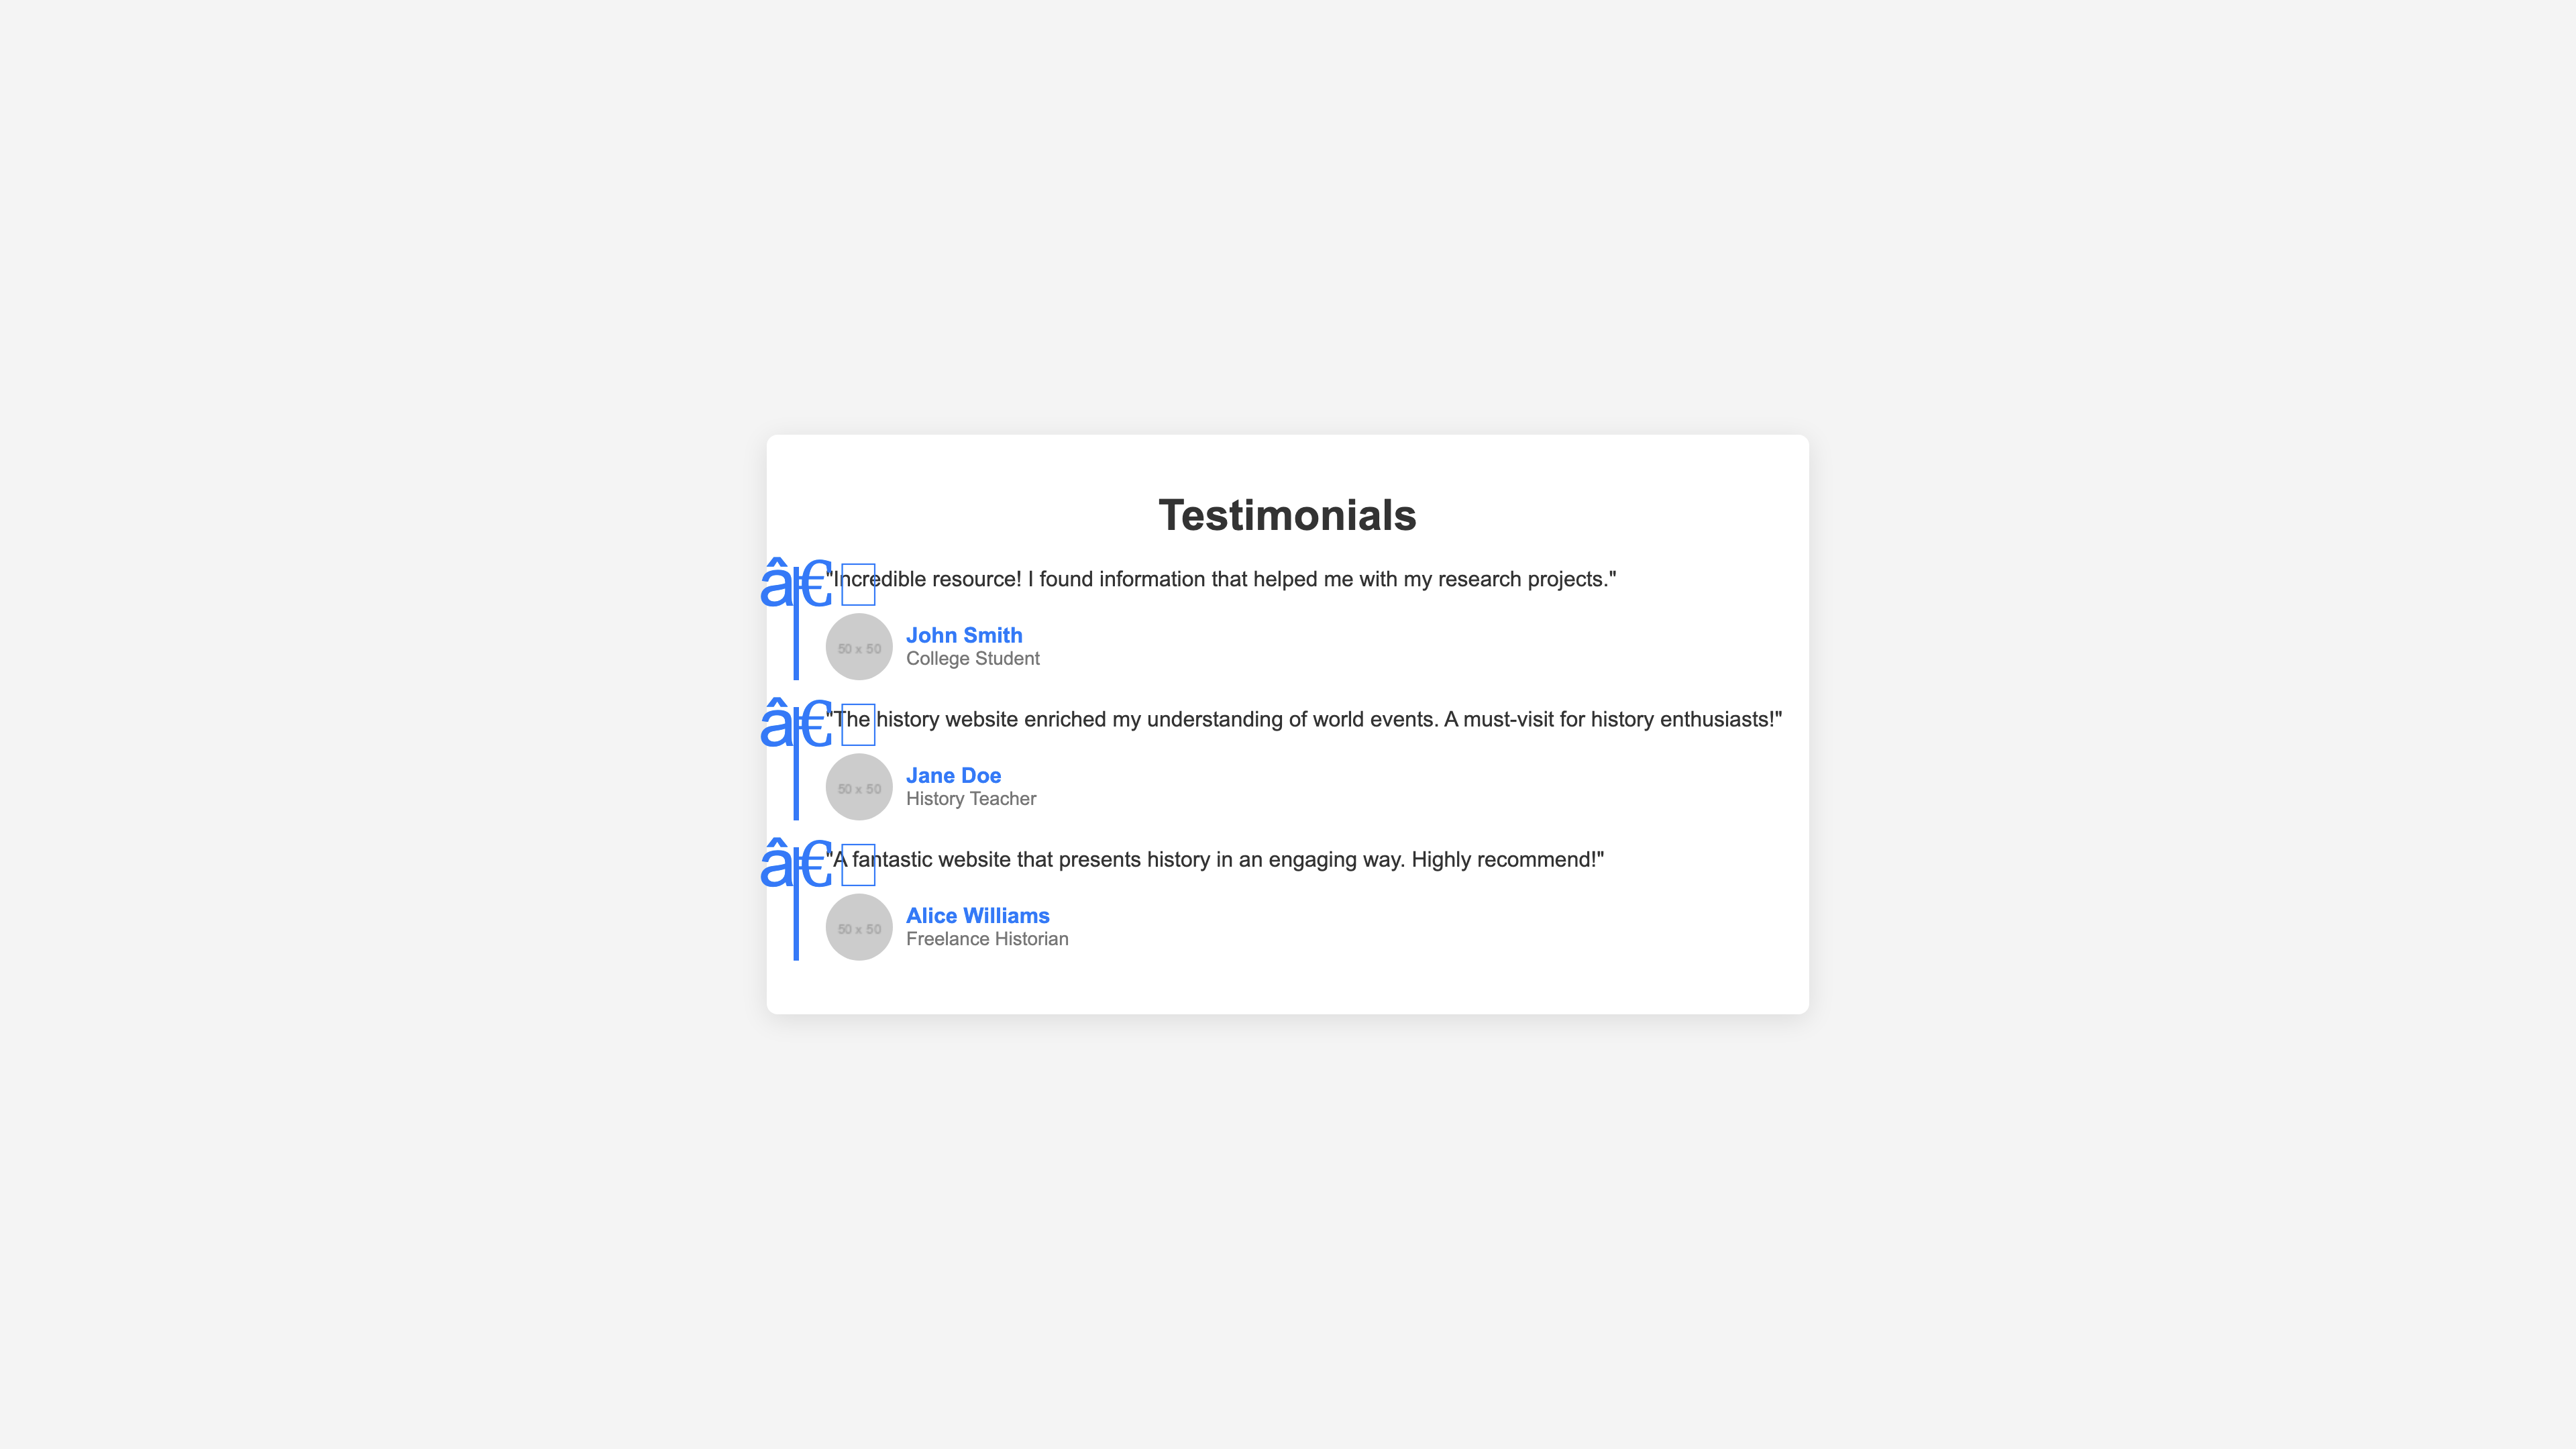 Testimonials
â€ "Incredible resource! I found information that helped me with my research projects."
50 x 50
John Smith
College Student
â€ "The history website enriched my understanding of world events. A must-visit for history enthusiasts!"
50 x 50
Jane Doe
History Teacher
â€ "A fantastic website that presents history in an engaging way. Highly recommend!"
50 x 50
Alice Williams
Freelance Historian